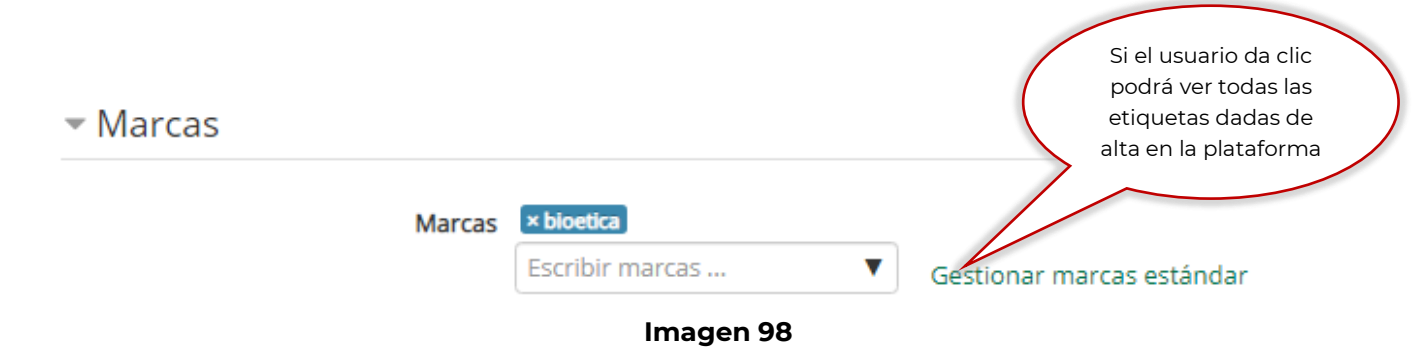 Si el usuario da clic
podrá ver todas las
etiquetas dadas de
alta en la plataforma
Marcas
Marcas
× bioetica
Escribir marcas ...
Gestionar marcas estándar
Imagen 98